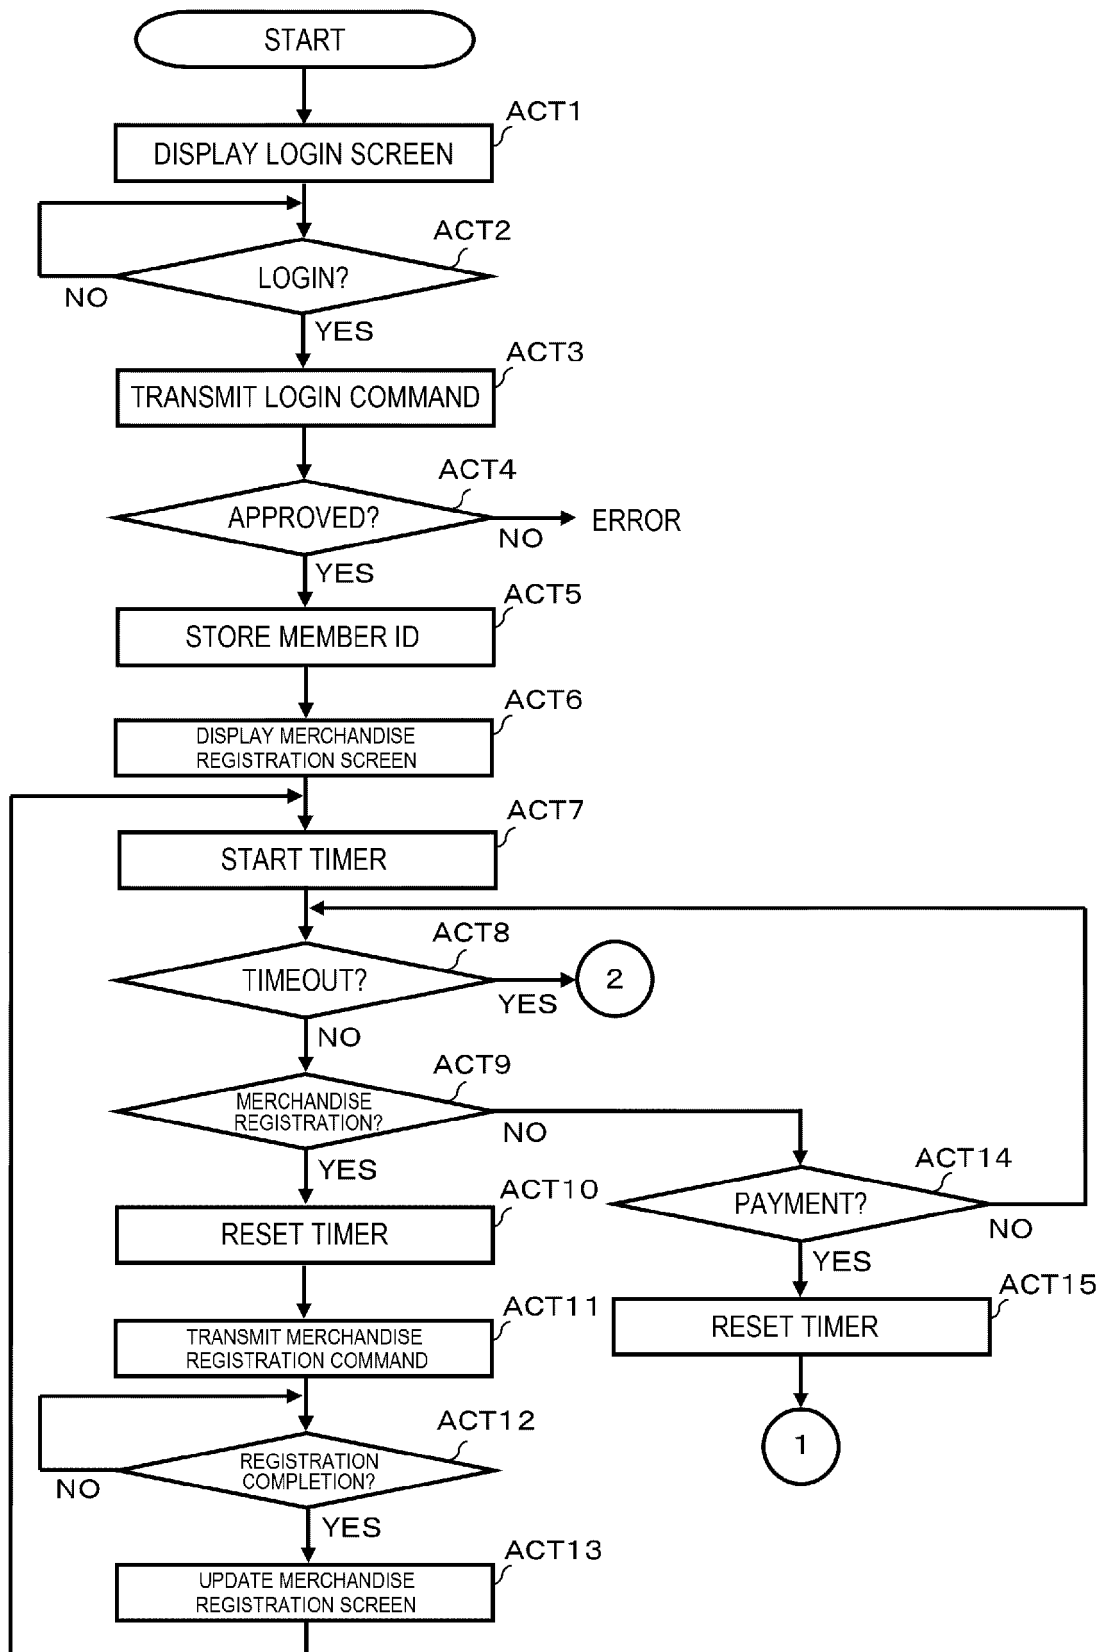 START
ACT1
DISPLAY LOGIN SCREEN
ACT2
LOGIN?
NO
YES
ACT3
TRANSMIT LOGIN COMMAND
ACT4
APPROVED?
NO
ERROR
YES
ACT5
STORE MEMBER ID
ACT6
DISPLAY MERCHANDISE
REGISTRATION SCREEN
ACT7
START TIMER
ACT8
TIMEOUT?
YES
2
NO
ACT9
MERCHANDISE
REGISTRATION?
NO
YES
ACT10
RESET TIMER
ACT11
TRANSMIT MERCHANDISE
REGISTRATION COMMAND
ACT12
REGISTRATION
COMPLETION?
NO
YES
ACT13
UPDATE MERCHANDISE
REGISTRATION SCREEN
ACT14
PAYMENT?
NO
YES
ACT15
RESET TIMER
1